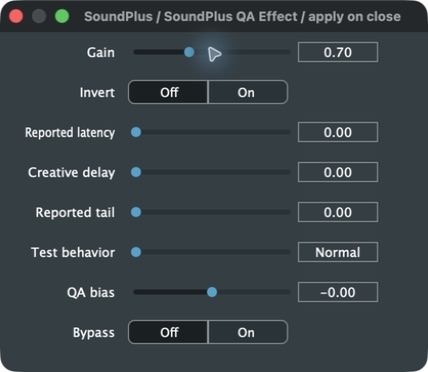 SoundPlus / SoundPlus QA Effect / apply on close
Gain 0.70
Invert Off On
Reported latency 0.00
Creative delay 0.00
Reported tail 0.00
Test behavior Normal
QA bias -0.00
Bypass Off On